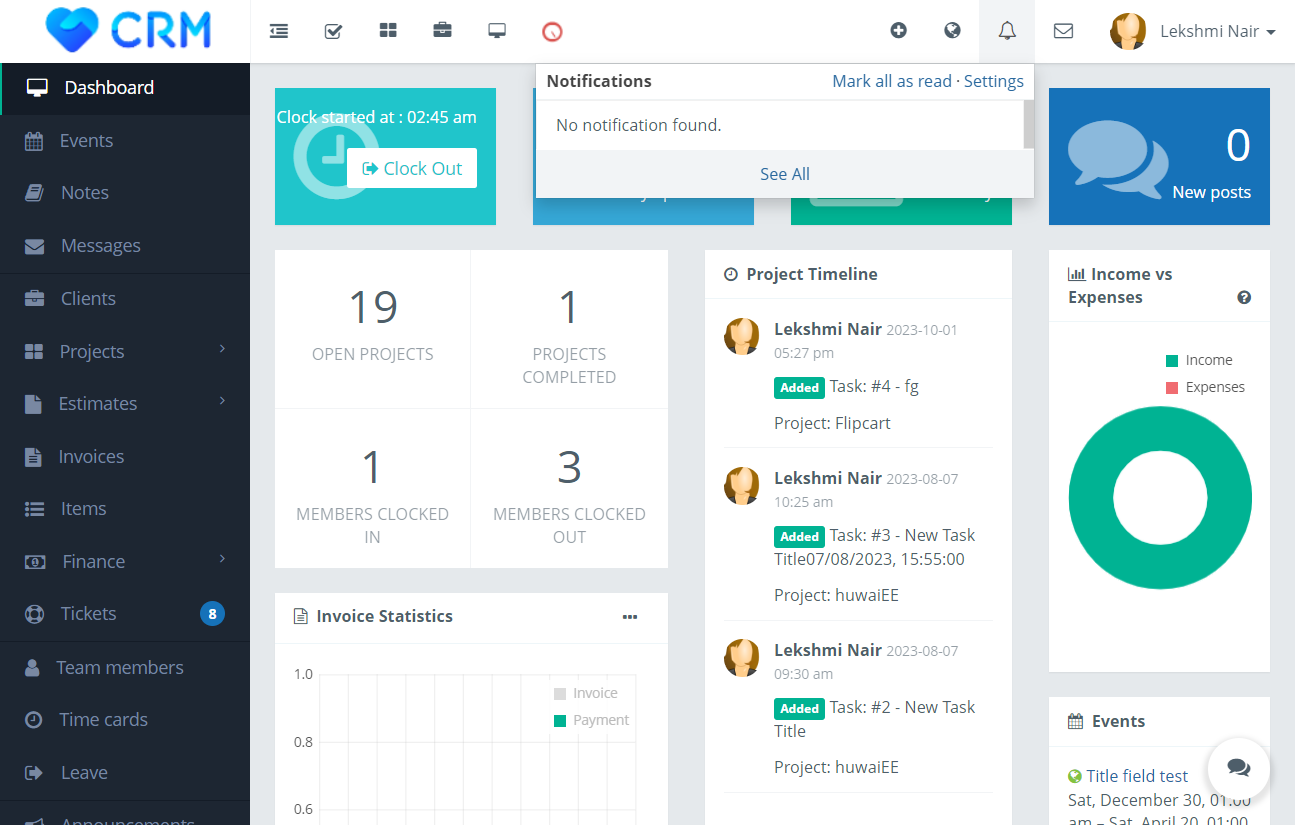 CRM
Lekshmi Nair
Dashboard
Events
Notes
Messages
Clients
Projects
Estimates
Invoices
Items
Finance
Tickets
8
Team members
Time cards
Leave
Announcements
Notifications
Mark all as read · Settings
No notification found.
See All
Clock started at : 02:45 am
Clock Out
0
New posts
19
OPEN PROJECTS
1
PROJECTS
COMPLETED
1
MEMBERS CLOCKED
IN
3
MEMBERS CLOCKED
OUT
Invoice Statistics
1.0
0.8
0.6
Invoice
Payment
Project Timeline
Lekshmi Nair 2023-10-01
05:27 pm
Added Task: #4 - fg
Project: Flipcart
Lekshmi Nair 2023-08-07
10:25 am
Added Task: #3 - New Task
Title07/08/2023, 15:55:00
Project: huwaiEE
Lekshmi Nair 2023-08-07
09:30 am
Added Task: #2 - New Task
Title
Project: huwaiEE
Income vs
Expenses
Income
Expenses
Events
Title field test
Sat, December 30, 01:00
am – Sat, April 20, 01:00